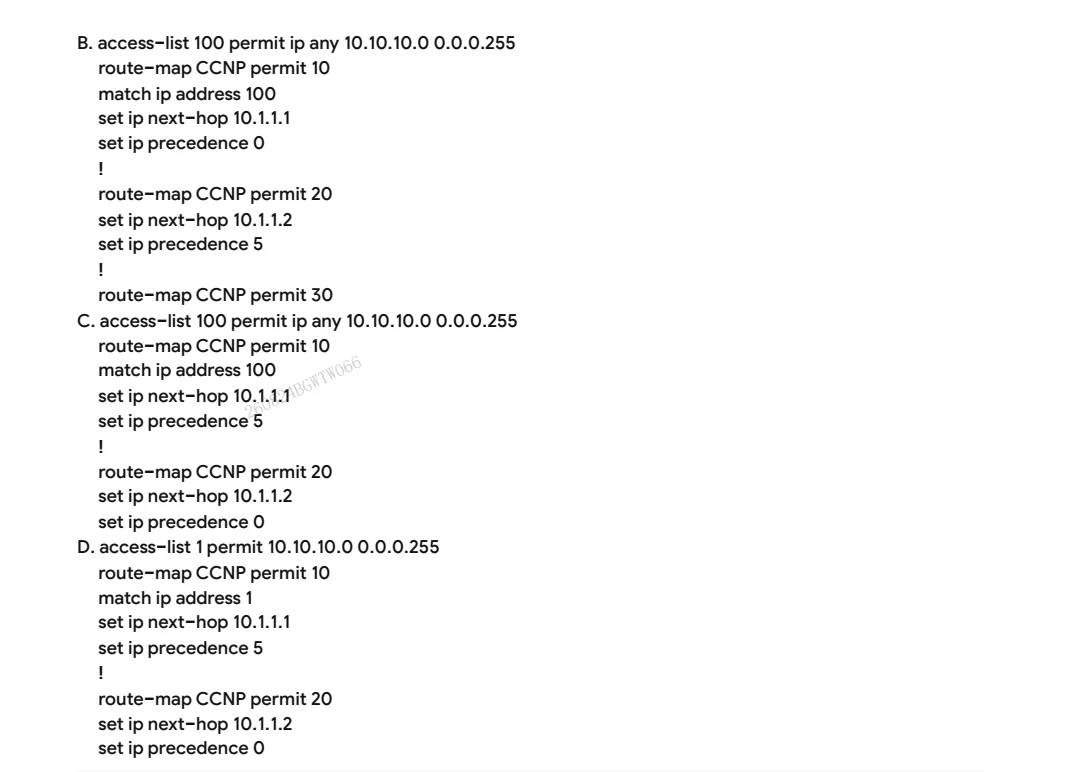 B. access-list 100 permit ip any 10.10.10.0 0.0.0.255
route-map CCNP permit 10
match ip address 100
set ip next-hop 10.1.1.1
set ip precedence 0
!
route-map CCNP permit 20
set ip next-hop 10.1.1.2
set ip precedence 5
!
route-map CCNP permit 30
C. access-list 100 permit ip any 10.10.10.0 0.0.0.255
route-map CCNP permit 10
match ip address 100
set ip next-hop 10.1.1.1
set ip precedence 5
!
route-map CCNP permit 20
set ip next-hop 10.1.1.2
set ip precedence 0
D. access-list 1 permit 10.10.10.0 0.0.0.255
route-map CCNP permit 10
match ip address 1
set ip next-hop 10.1.1.1
set ip precedence 5
!
route-map CCNP permit 20
set ip next-hop 10.1.1.2
set ip precedence 0